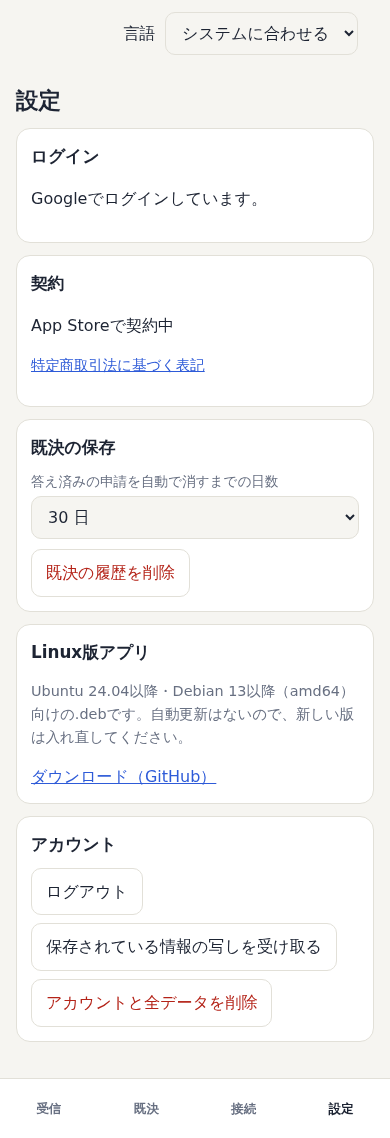 言語 システムに合わせる
設定
ログイン
Googleでログインしています。
契約
App Storeで契約中
特定商取引法に基づく表記
既決の保存
答え済みの申請を自動で消すまでの日数
30 日
既決の履歴を削除
Linux版アプリ
Ubuntu 24.04以降・Debian 13以降（amd64）
向けの.debです。自動更新はないので、新しい版
は入れ直してください。
ダウンロード（GitHub）
アカウント
ログアウト
保存されている情報の写しを受け取る
アカウントと全データを削除
受信 既決 接続 設定